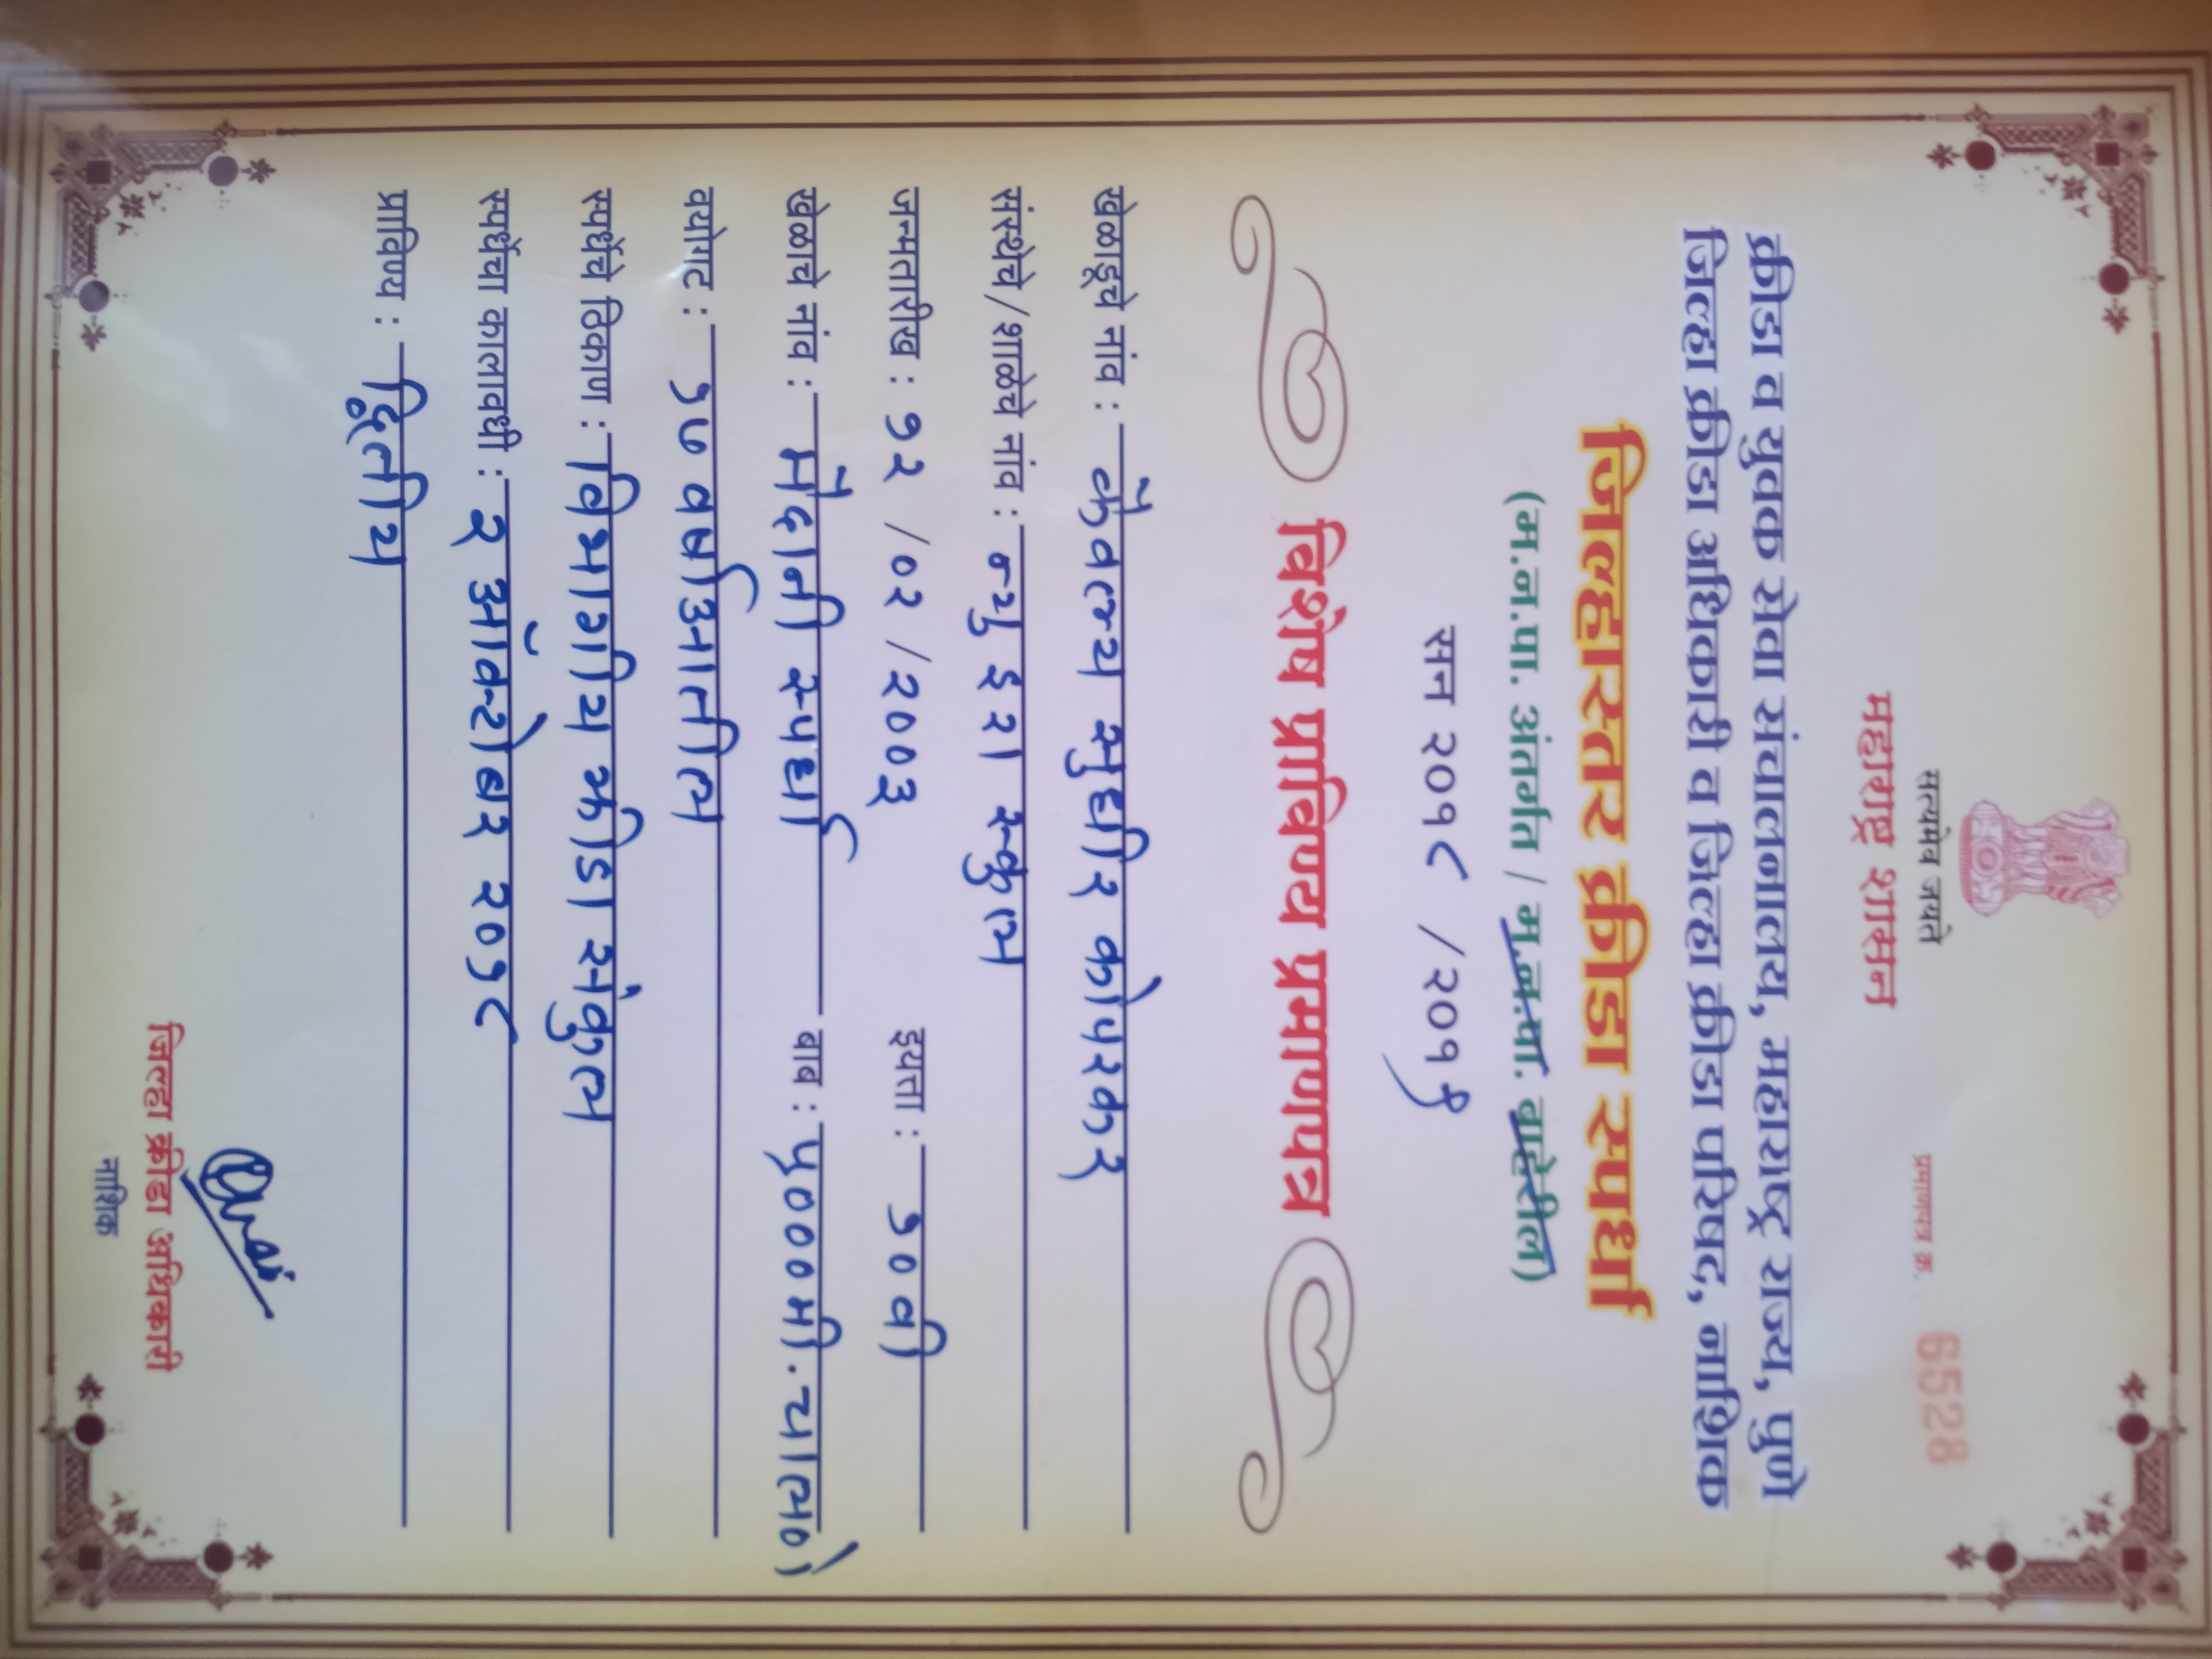 सत्यमेव जयते
प्रमाणपत्र क्र. 6528
महाराष्ट्र शासन
क्रीडा व युवक सेवा संचालनालय, महाराष्ट्र राज्य, पुणे
जिल्हा क्रीडा अधिकारी व जिल्हा क्रीडा परिषद, नाशिक
जिल्हास्तर क्रीडा स्पर्धा
(म.न.पा. अंतर्गत / म.न.पा. बाहेरील)
सन २०१८ /२०१९
विशेष प्राविण्य प्रमाणपत्र
खेळाडूचे नांव : कैवल्य सुधीर कोपरकर
संस्थेचे/शाळेचे नांव : न्यु इरा स्कुल
जन्मतारीख : १२ /०२ /२००३ इयत्ता : १०वी
खेळाचे नांव : मैदानी स्पर्धा बाब : ५०००मी. चालणे
वयोगट : १७ वर्षाआतील
स्पर्धेचे ठिकाण : विभागीय क्रीडा संकुल
स्पर्धेचा कालावधी : २ ऑक्टोबर २०१८
प्राविण्य : द्वितीय
जिल्हा क्रीडा अधिकारी
नाशिक